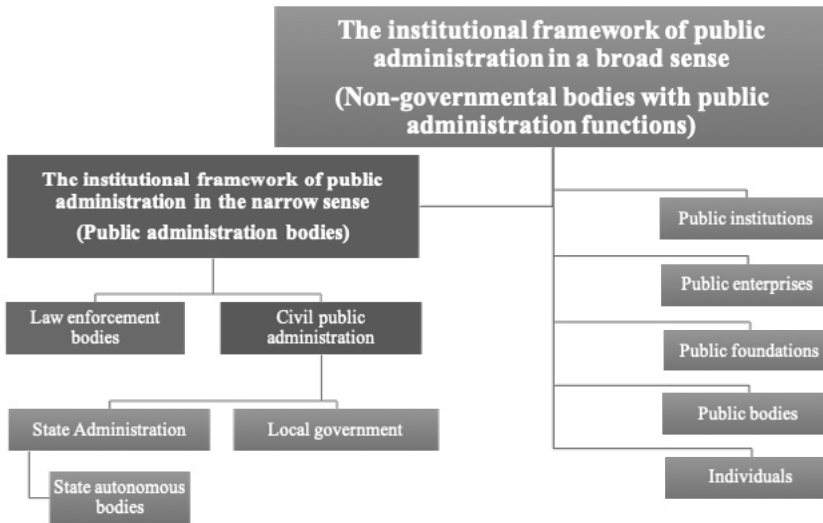 The institutional framework of public
administration in a broad sense
(Non-governmental bodies with public
administration functions)
The institutional framework of public
administration in the narrow sense
(Public administration bodies)
Public institutions
Public enterprises
Law enforcement
bodies
Civil public
administration
Public foundations
Public bodies
State Administration
Local government
Individuals
State autonomous
bodies